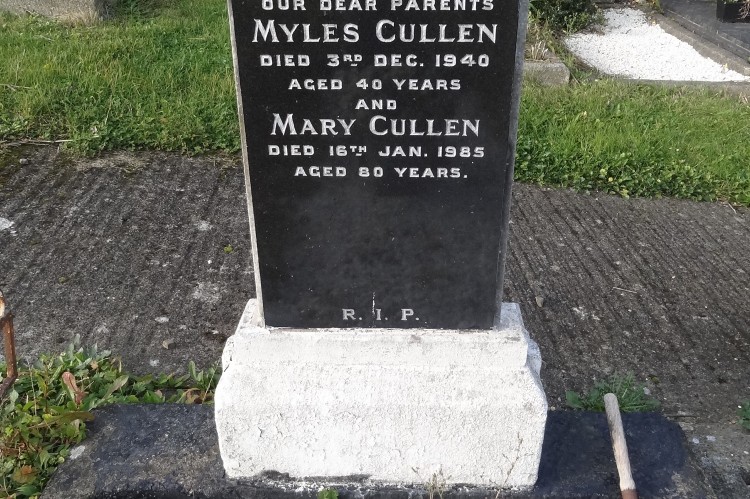 OUR DEAR PARENTS
MYLES CULLEN
DIED 3RD DEC. 1940
AGED 40 YEARS
AND
MARY CULLEN
DIED 16TH JAN. 1985
AGED 80 YEARS.
R. I. P.